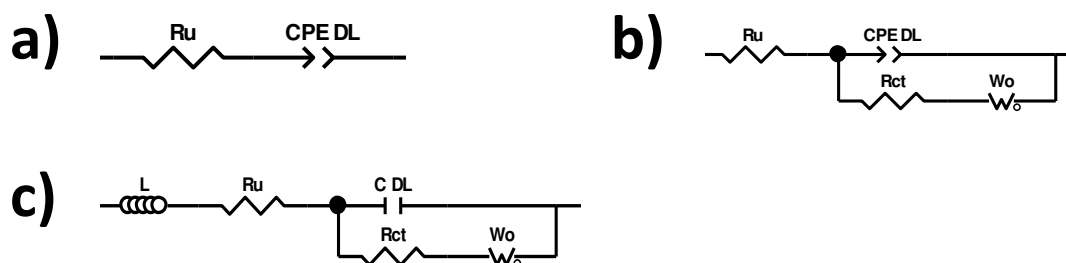 a)
Ru
CPE DL
b)
Ru
CPE DL
Rct
Wo
c)
L
Ru
C DL
Rct
Wo